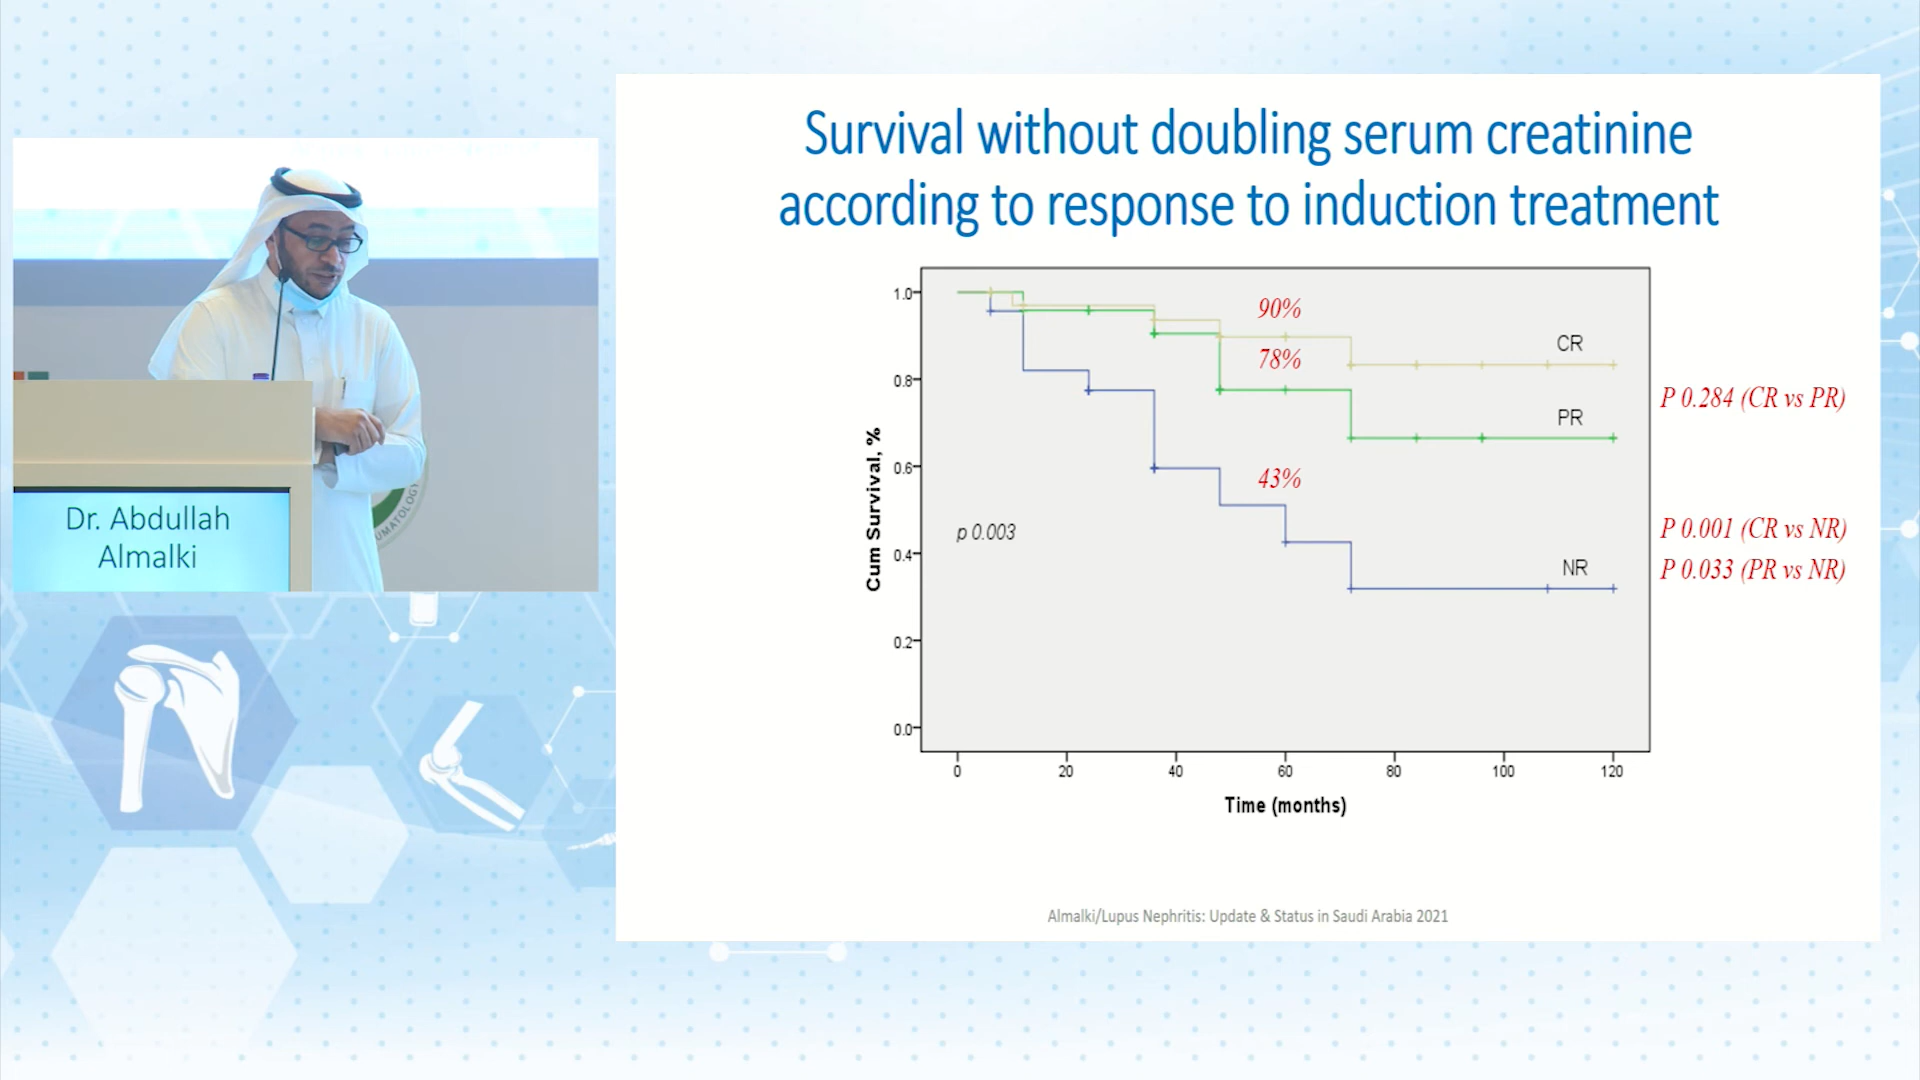 Survival without doubling serum creatinine
according to response to induction treatment
1.0
0.8
0.6
0.4
0.2
0.0
Cum Survival, %
90%
78%
43%
p 0.003
CR
PR
NR
P 0.284 (CR vs PR)
P 0.001 (CR vs NR)
P 0.033 (PR vs NR)
0 20 40 60 80 100 120
Time (months)
Almalki/Lupus Nephritis: Update & Status in Saudi Arabia 2021
Dr. Abdullah
Almalki